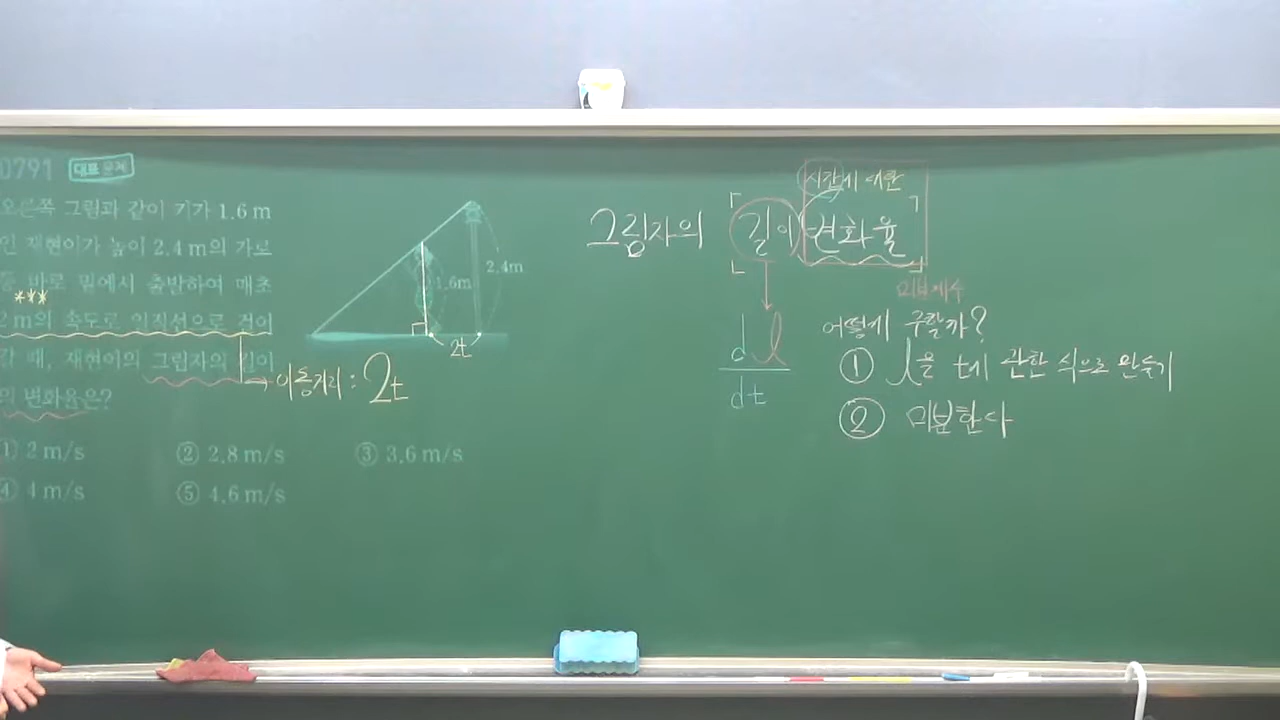 0791 대표 문제
오른쪽 그림과 같이 키가 1.6 m
인 재현이가 높이 2.4 m의 가로
등 바로 밑에서 출발하여 매초
***
2 m의 속도로 일직선으로 걸어
갈 때, 재현이의 그림자의 길이
의 변화율은?
이동거리 : 2t
① 2 m/s ② 2.8 m/s ③ 3.6 m/s
④ 4 m/s ⑤ 4.6 m/s
2.4m
1.6m
2t
시간에 대한
그림자의 「길이 변화율」
미분계수
dl
dt
어떻게 구할까?
① l을 t에 관한 식으로 만들기
② 미분한다